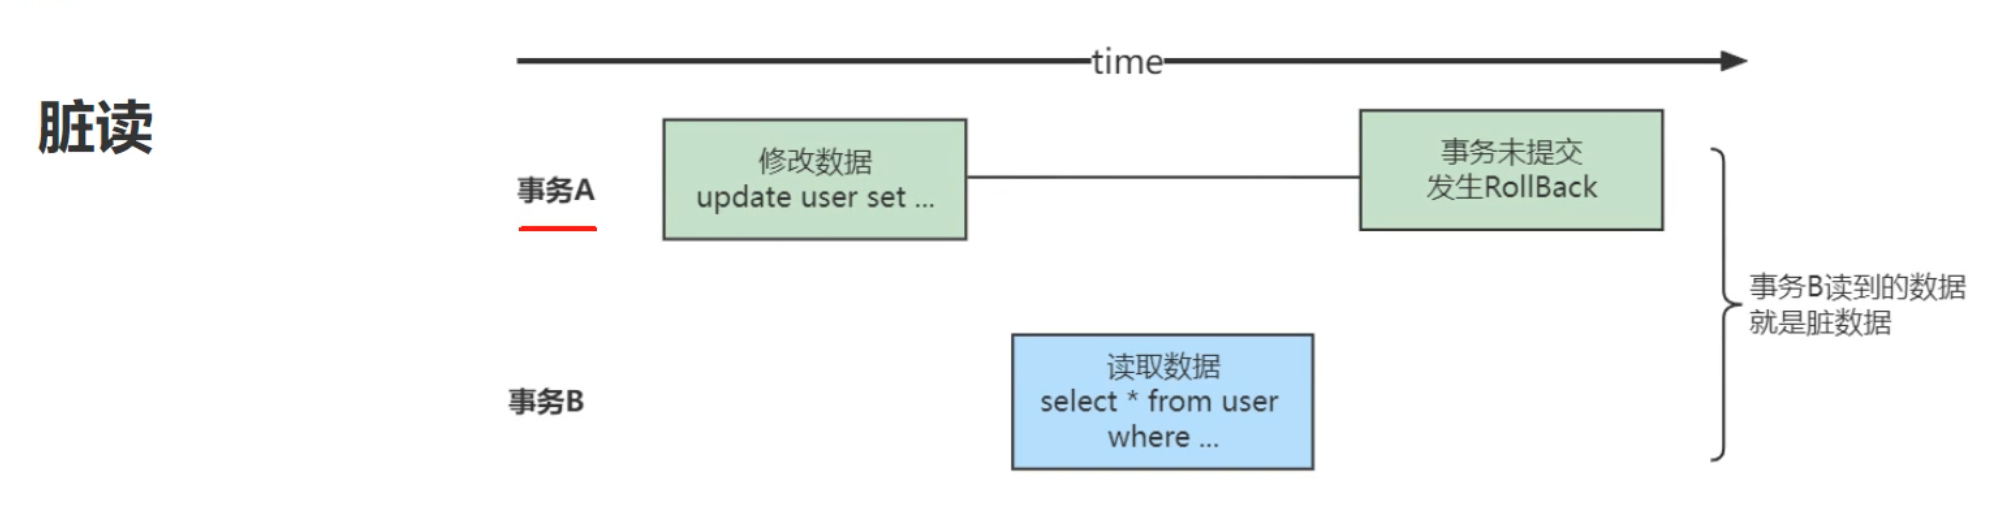 time
脏读
事务A
修改数据
update user set ...
事务未提交
发生RollBack
事务B读到的数据
就是脏数据
事务B
读取数据
select * from user
where ...